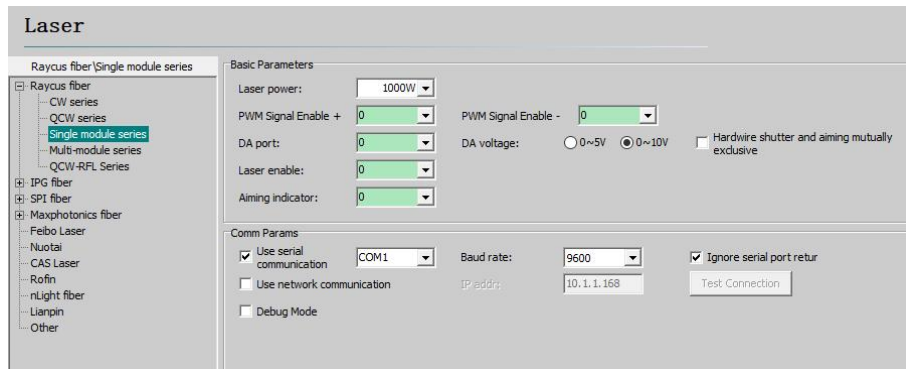 Laser
Raycus fiber\Single module series
Raycus fiber
CW series
QCW series
Single module series
Multi-module series
QCW-RFL Series
IPG fiber
SPI fiber
Maxphotonics fiber
Feibo Laser
Nuotai
CAS Laser
Rofin
nLight fiber
Lianpin
Other
Basic Parameters
Laser power: 1000W
PWM Signal Enable + 0 PWM Signal Enable - 0
DA port: 0 DA voltage: 0~5V 0~10V Hardwire shutter and aiming mutually
exclusive
Laser enable: 0
Aiming indicator: 0
Comm Params
Use serial
communication COM1 Baud rate: 9600 Ignore serial port retur
Use network communication IP addr: 10.1.1.168 Test Connection
Debug Mode